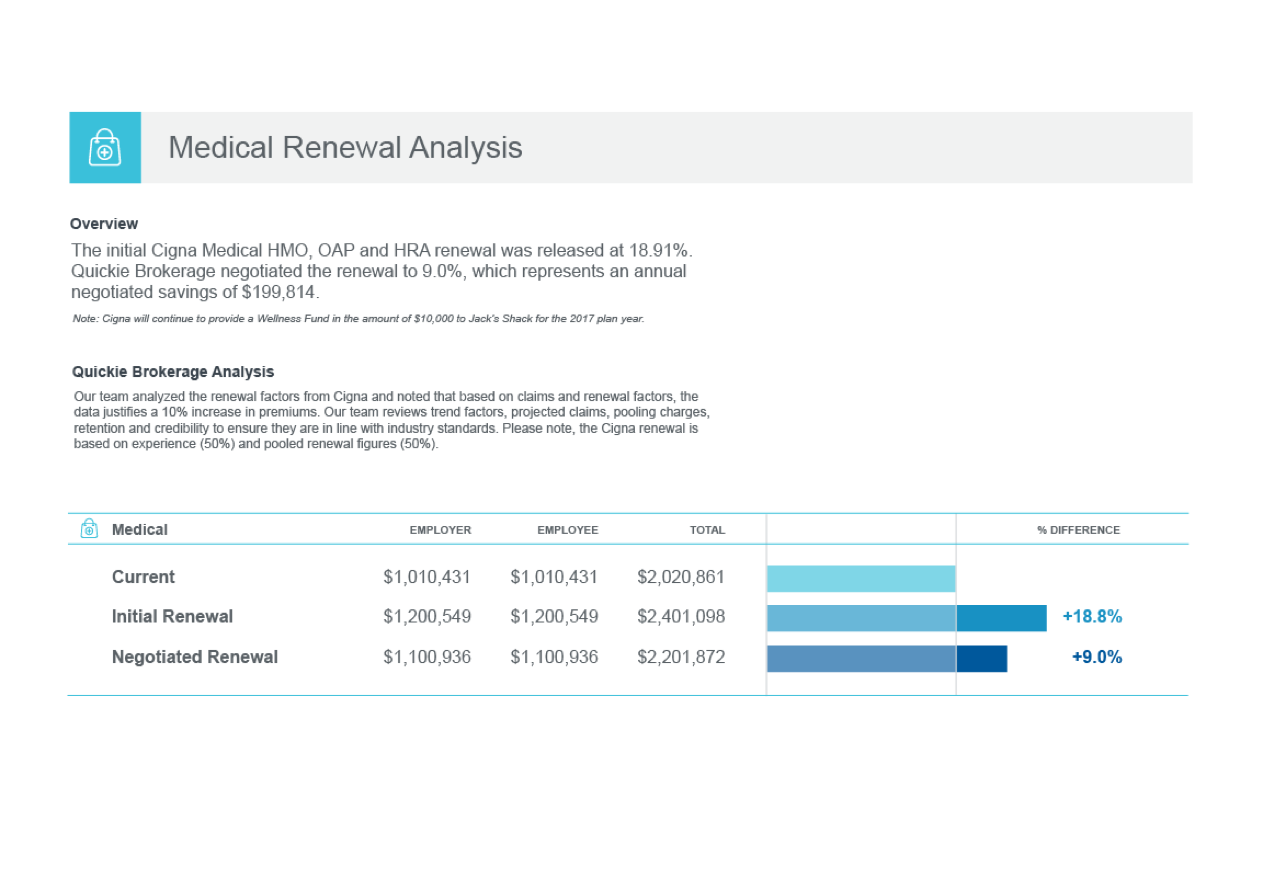 Medical Renewal Analysis
Overview
The initial Cigna Medical HMO, OAP and HRA renewal was released at 18.91%.
Quickie Brokerage negotiated the renewal to 9.0%, which represents an annual
negotiated savings of $199,814.
Note: Cigna will continue to provide a Wellness Fund in the amount of $10,000 to Jack's Shack for the 2017 plan year.
Quickie Brokerage Analysis
Our team analyzed the renewal factors from Cigna and noted that based on claims and renewal factors, the
data justifies a 10% increase in premiums. Our team reviews trend factors, projected claims, pooling charges,
retention and credibility to ensure they are in line with industry standards. Please note, the Cigna renewal is
based on experience (50%) and pooled renewal figures (50%).
Medical EMPLOYER EMPLOYEE TOTAL % DIFFERENCE
Current $1,010,431 $1,010,431 $2,020,861
Initial Renewal $1,200,549 $1,200,549 $2,401,098 +18.8%
Negotiated Renewal $1,100,936 $1,100,936 $2,201,872 +9.0%